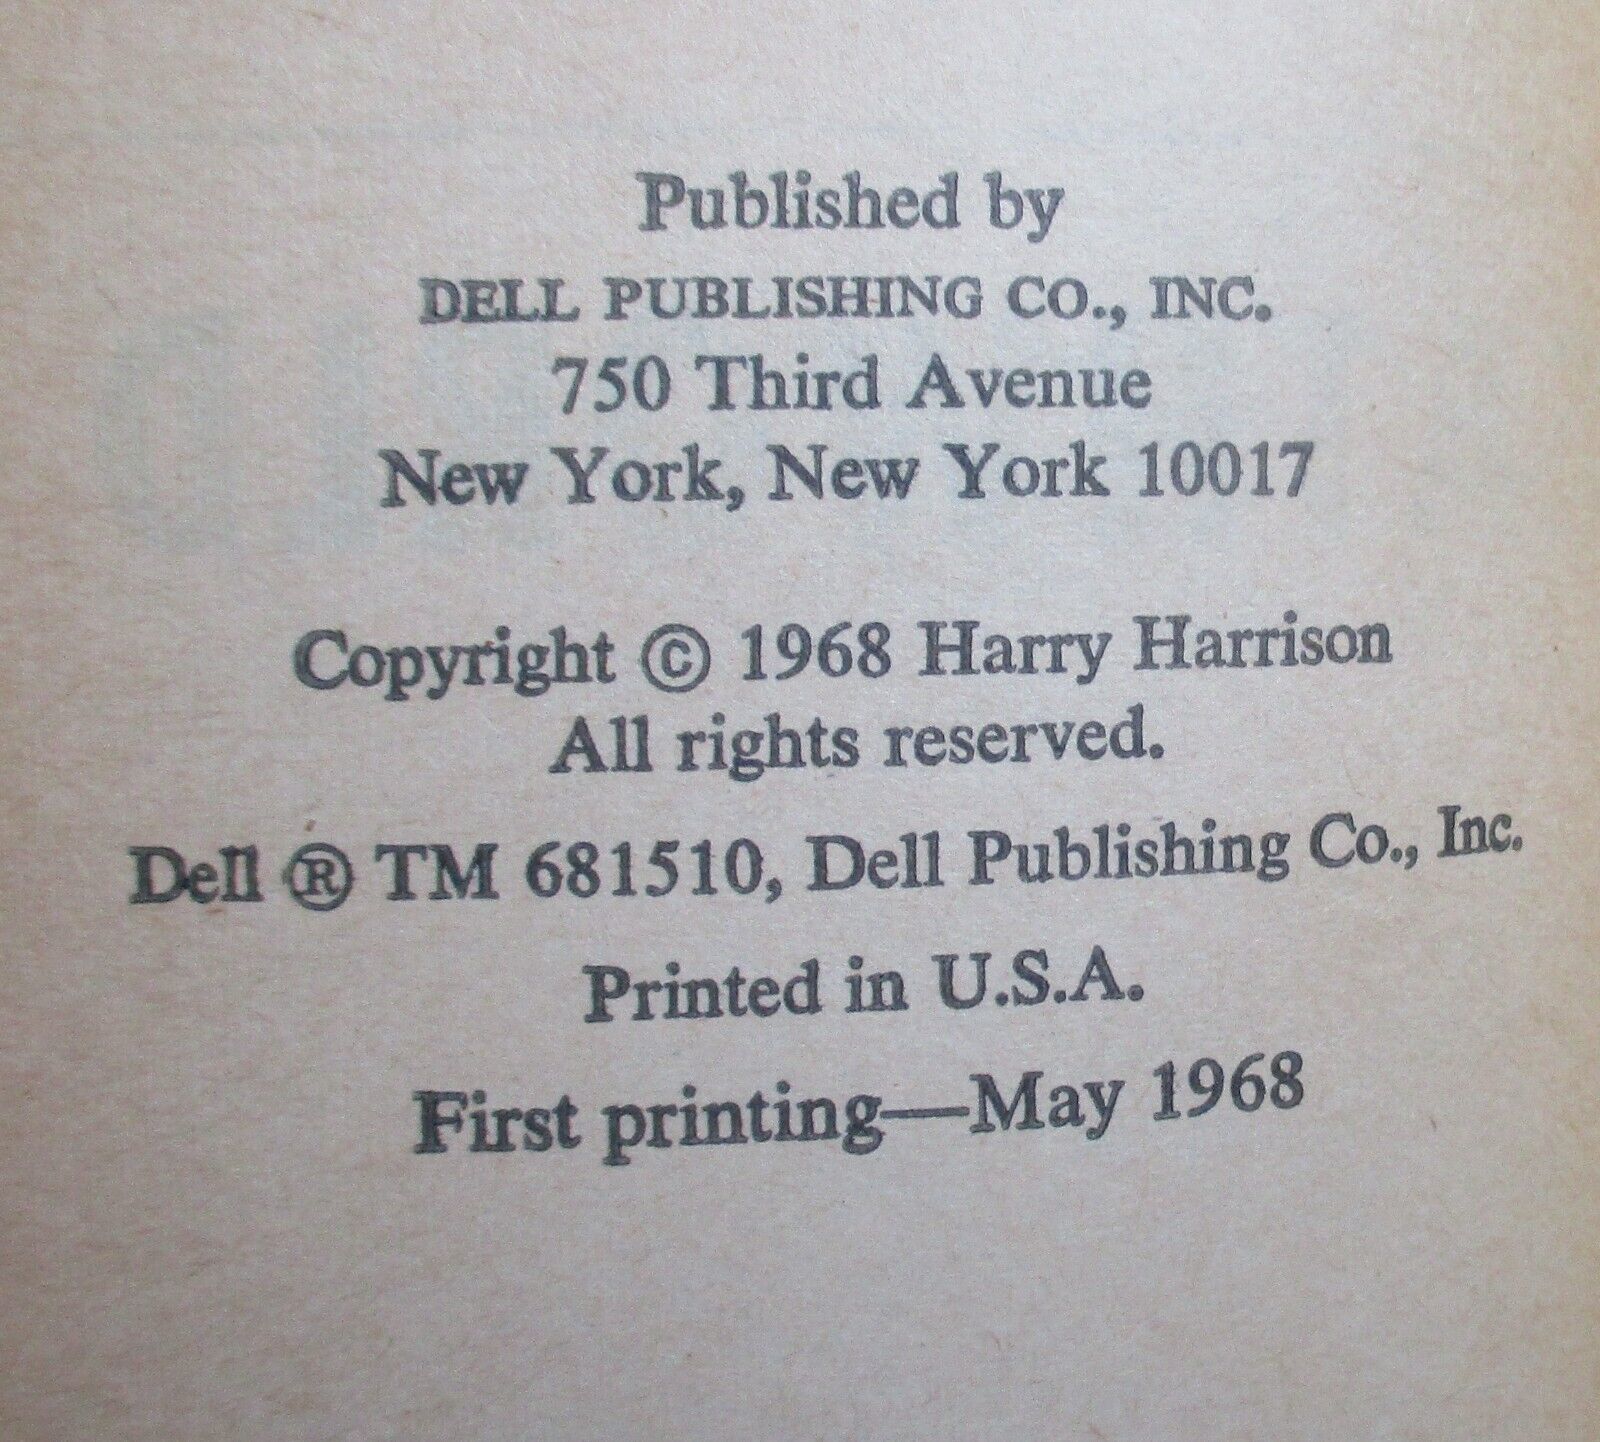 Published by
DELL PUBLISHING CO., INC.
750 Third Avenue
New York, New York 10017
Copyright © 1968 Harry Harrison
All rights reserved.
Dell ® TM 681510, Dell Publishing Co., Inc.
Printed in U.S.A.
First printing—May 1968